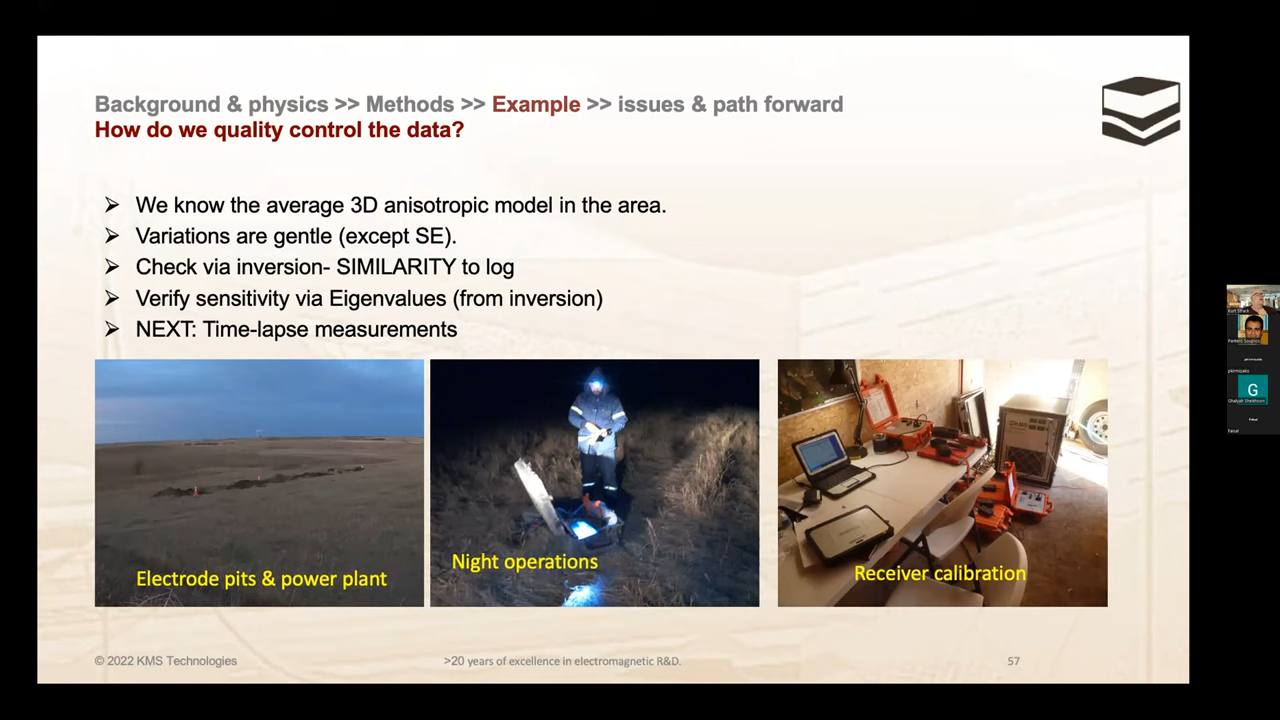 Background & physics >> Methods >> Example >> issues & path forward
How do we quality control the data?
We know the average 3D anisotropic model in the area.
Variations are gentle (except SE).
Check via inversion- SIMILARITY to log
Verify sensitivity via Eigenvalues (from inversion)
NEXT: Time-lapse measurements
Electrode pits & power plant
Night operations
Receiver calibration
© 2022 KMS Technologies
>20 years of excellence in electromagnetic R&D.
57
G